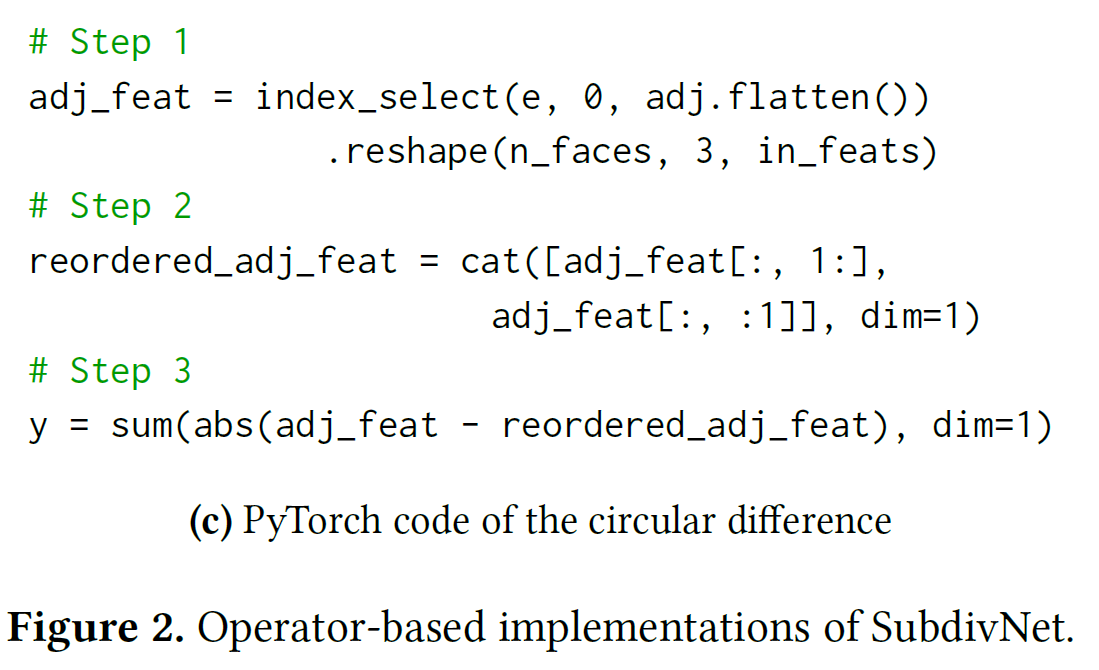 # Step 1
adj_feat = index_select(e, 0, adj.flatten())
.reshape(n_faces, 3, in_feats)
# Step 2
reordered_adj_feat = cat([adj_feat[:, 1:],
adj_feat[:, :1]], dim=1)
# Step 3
y = sum(abs(adj_feat - reordered_adj_feat), dim=1)
(c) PyTorch code of the circular difference
Figure 2. Operator-based implementations of SubdivNet.